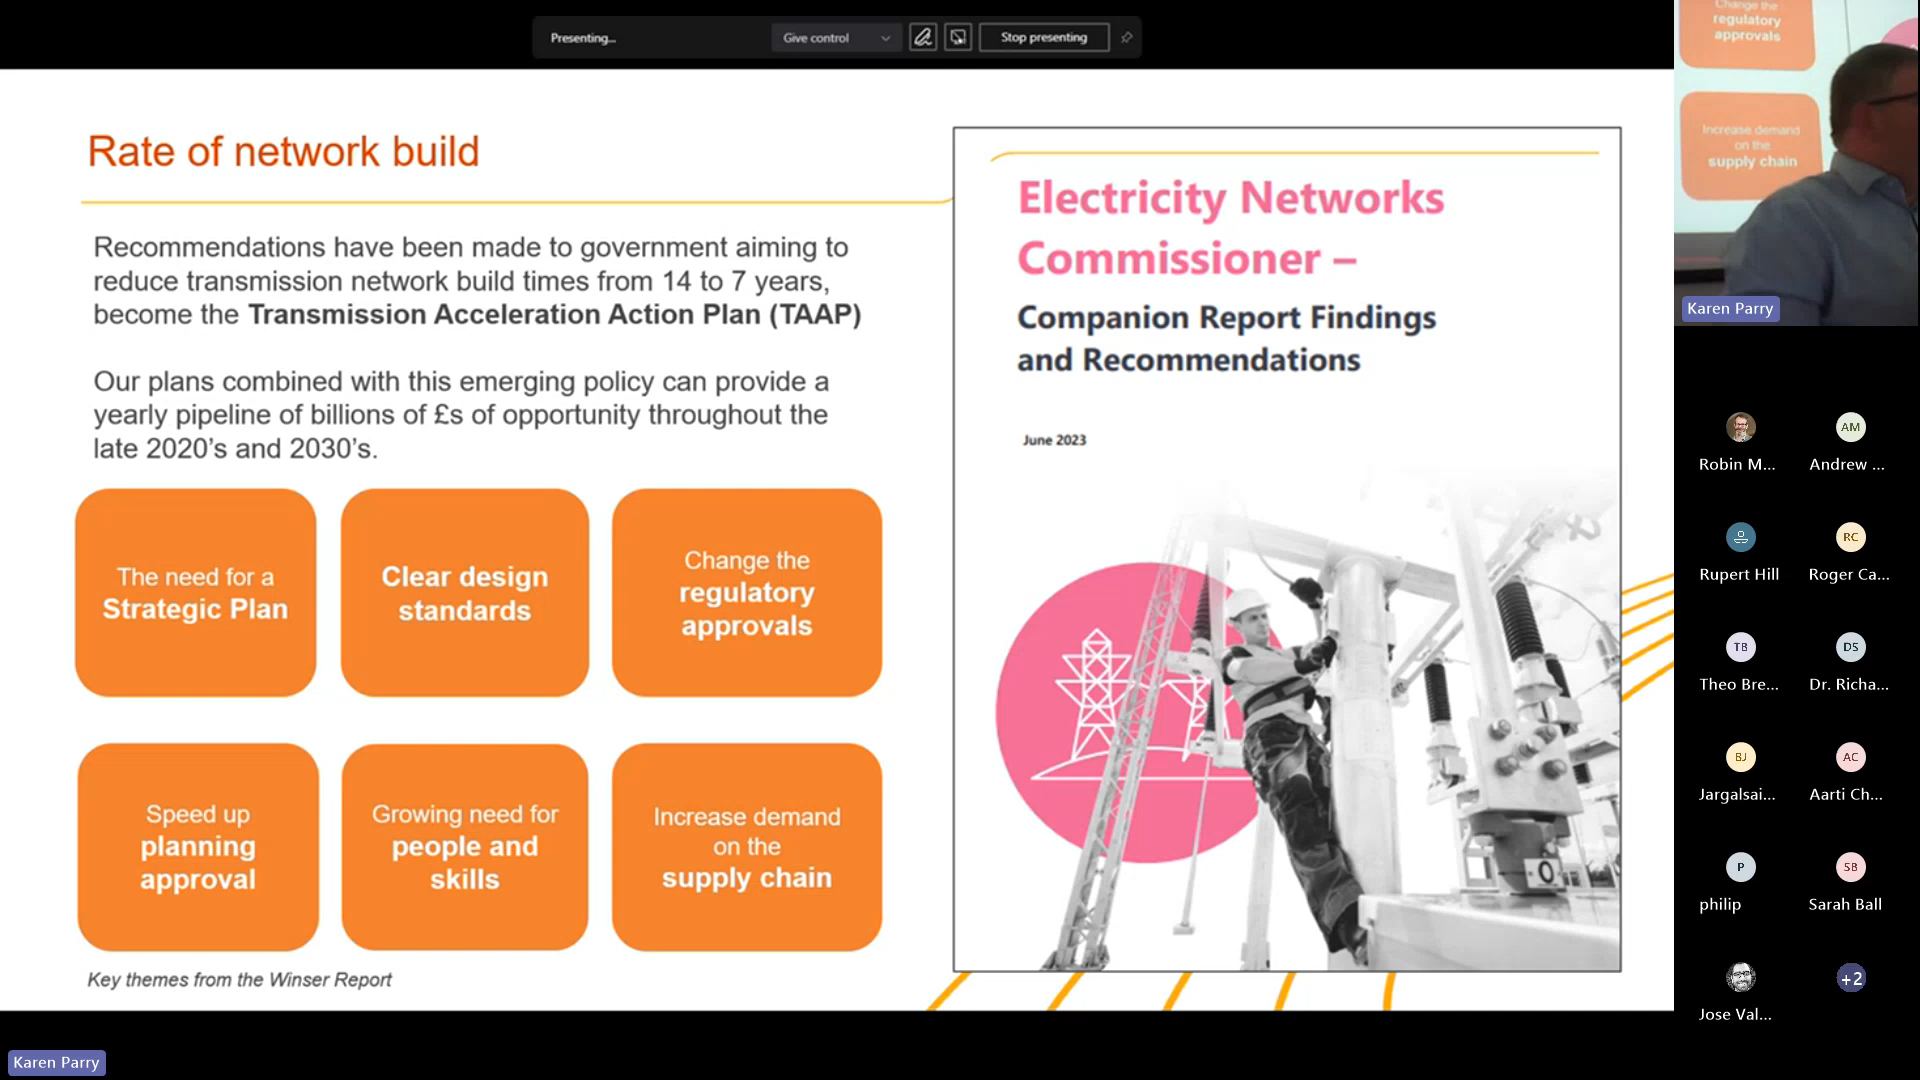 Presenting...
Give control
Stop presenting
Rate of network build
Recommendations have been made to government aiming to
reduce transmission network build times from 14 to 7 years,
become the Transmission Acceleration Action Plan (TAAP)
Our plans combined with this emerging policy can provide a
yearly pipeline of billions of £s of opportunity throughout the
late 2020's and 2030's.
The need for a
Strategic Plan
Clear design
standards
Change the
regulatory
approvals
Speed up
planning
approval
Growing need for
people and
skills
Increase demand
on the
supply chain
Key themes from the Winser Report
Electricity Networks
Commissioner –
Companion Report Findings
and Recommendations
June 2023
Change the
regulatory
approvals
Increase demand
on the
supply chain
Karen Parry
Robin M...
AM
Andrew ...
Rupert Hill
RC
Roger Ca...
TB
Theo Bre...
DS
Dr. Richa...
BJ
Jargalsai...
AC
Aarti Ch...
P
philip
SB
Sarah Ball
Jose Val...
+2
Karen Parry